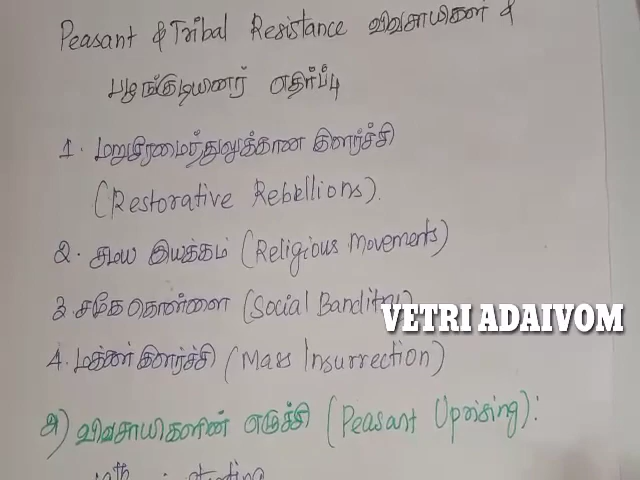 Peasant & Tribal Resistance விவசாயிகள் &
பழங்குடியினர் எதிர்ப்பு
1. மறுசீரமைத்துவுக்கான கிளர்ச்சி
(Restorative Rebellions).
2. சமய இயக்கம் (Religious Movements)
3. சமூக கொள்ளை (Social Banditry)
VETRI ADAIVOM
4. மக்கள் கிளர்ச்சி (Mass Insurrection)
அ) விவசாயிகளின் எழுச்சி (Peasant Uprising):